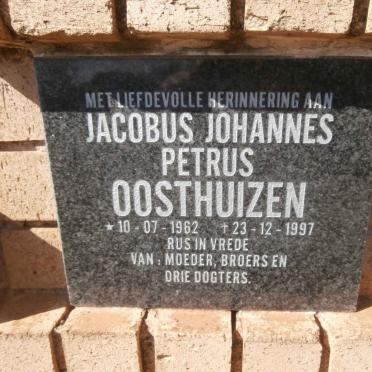 MET LIEFDEVOLLE HERINNERING AAN
JACOBUS JOHANNES
PETRUS
OOSTHUIZEN
★ 10 - 07 - 1962 ✝ 23 - 12 - 1997
RUS IN VREDE
VAN : MOEDER, BROERS EN
DRIE DOGTERS.